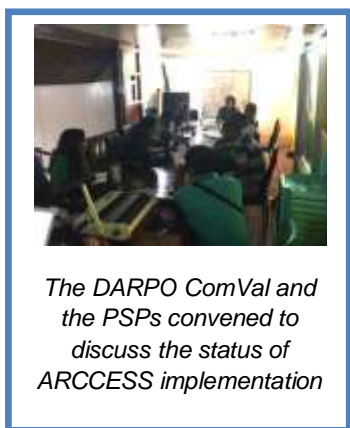 The DARPO ComVal and
the PSPs convened to
discuss the status of
ARCCESS implementation